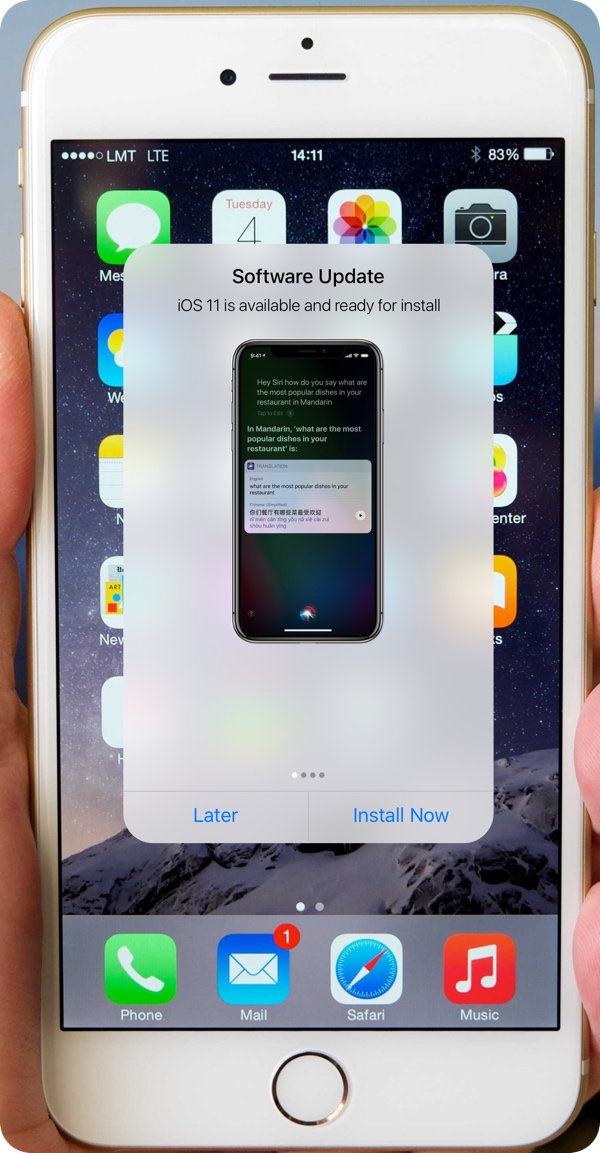 LMT LTE 14:11 83%
Tuesday
4
Mes ra
Software Update
iOS 11 is available and ready for install
9:41
Hey Siri how do you say what are
the most popular dishes in your
restaurant in Mandarin
Tap to Edit
In Mandarin, 'what are the most
popular dishes in your
restaurant' is:
TRANSLATION
English
what are the most popular dishes in your
restaurant
Chinese (Simplified)
你们餐厅有哪些菜最受欢迎
nǐ mén cān tīng yǒu nǎ xiē cài zuì
shòu huān yíng
We os
N enter
ART
New ks
H
Later Install Now
1
Phone Mail Safari Music